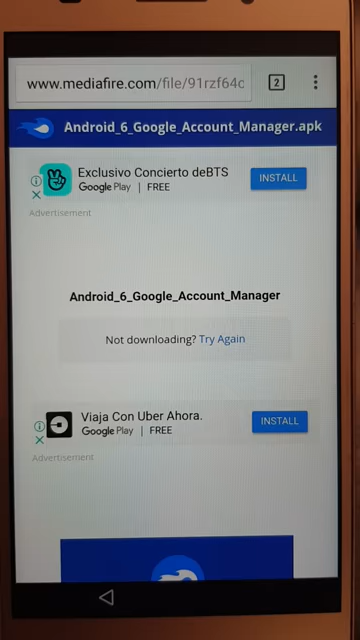 www.mediafire.com/file/91rzf64c
2
Android_6_Google_Account_Manager.apk
Exclusivo Concierto deBTS
Google Play | FREE
INSTALL
Advertisement
Android_6_Google_Account_Manager
Not downloading? Try Again
Viaja Con Uber Ahora.
Google Play | FREE
INSTALL
Advertisement